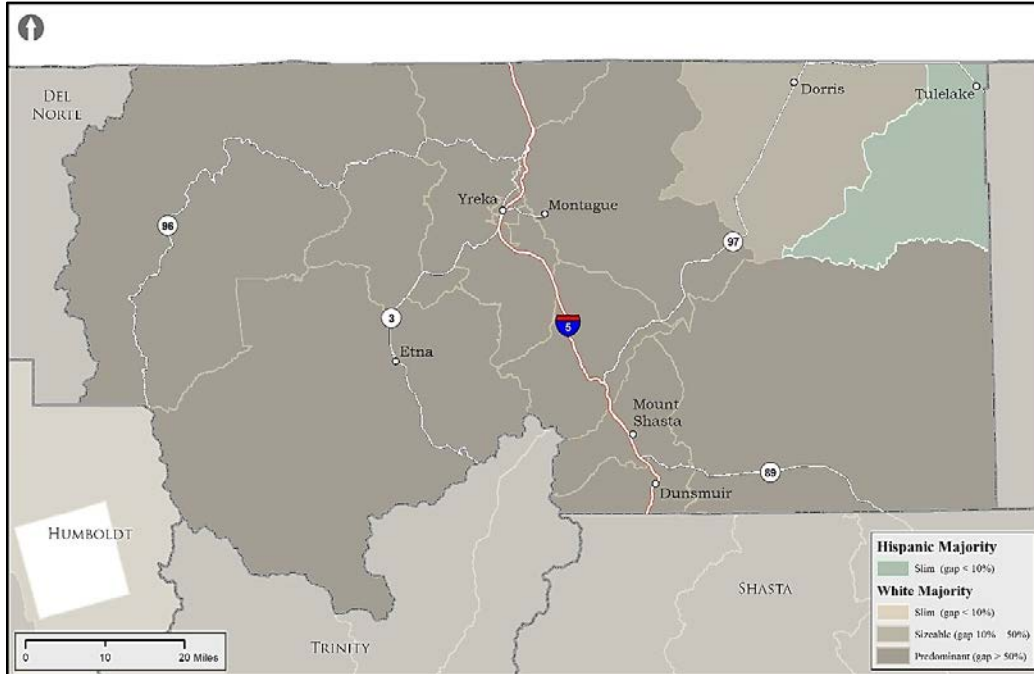 DEL
NORTE
Dorris
Tulelake
Yreka
Montague
96
97
3
5
Etna
Mount
Shasta
89
Dunsmuir
HUMBOLDT
SHASTA
TRINITY
Hispanic Majority
Slim (gap < 10%)
White Majority
Slim (gap < 10%)
Sizeable (gap 10% 50%)
Predominant (gap > 50%)
0 10 20 Miles